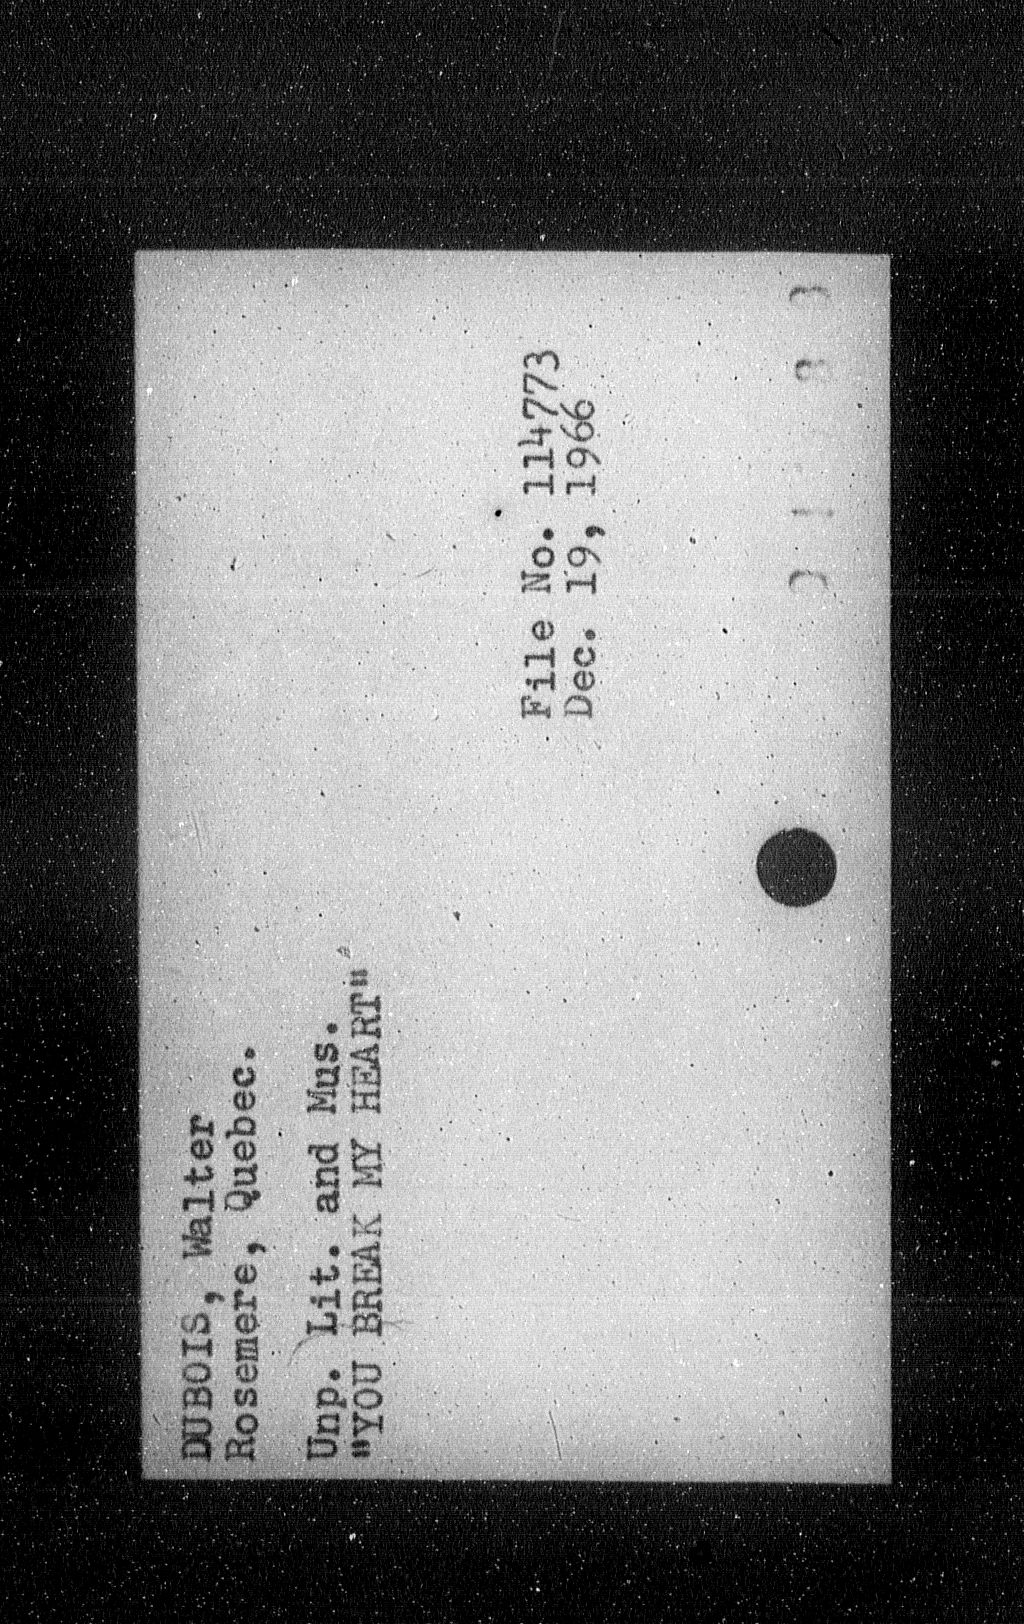 DUBOIS, Walter
Rosemere, Quebec.
Unp. Lit. and Mus.
"YOU BREAK MY HEART"
File No. 114773
Dec. 19, 1966